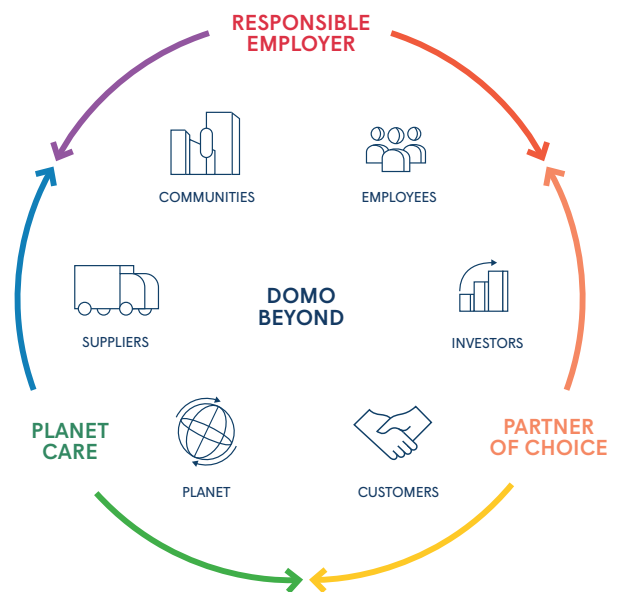 RESPONSIBLE
EMPLOYER
COMMUNITIES
EMPLOYEES
SUPPLIERS
DOMO
BEYOND
INVESTORS
PLANET
CARE
PARTNER
OF CHOICE
PLANET
CUSTOMERS